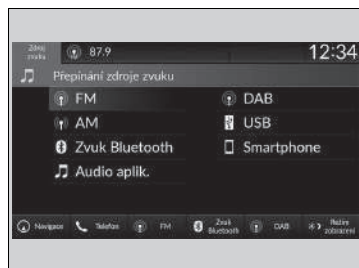 Zdroj
zvuku
87.9
12:34
Přepínání zdroje zvuku
FM
DAB
AM
USB
Zvuk Bluetooth
Smartphone
Audio aplik.
Navigace
Telefon
FM
Zvuk
Bluetooth
DAB
Režim
zobrazení